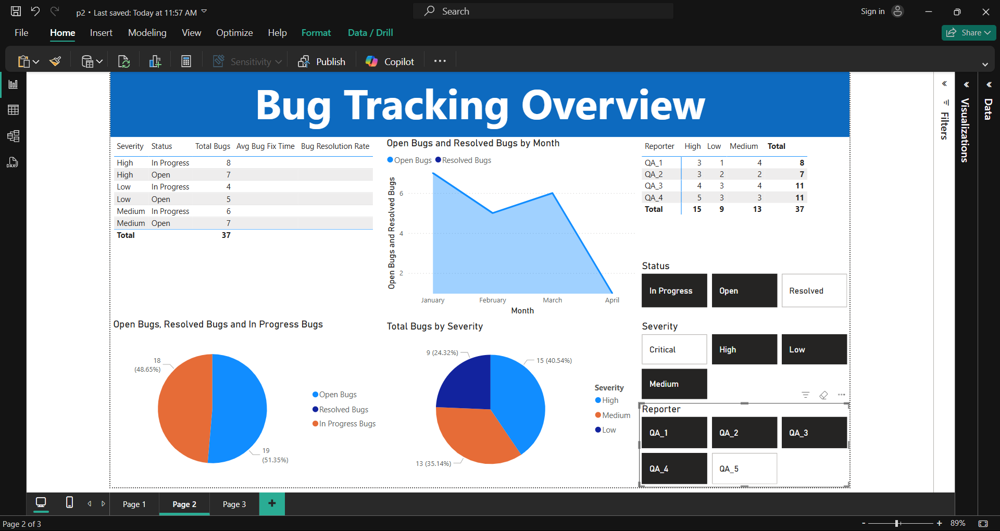 p2 • Last saved: Today at 11:57 AM
Search
Sign in
File Home Insert Modeling View Optimize Help Format Data / Drill
Share
Sensitivity
Publish
Copilot
Bug Tracking Overview
Severity Status Total Bugs Avg Bug Fix Time Bug Resolution Rate
High In Progress 8
High Open 7
Low In Progress 4
Low Open 5
Medium In Progress 6
Medium Open 7
Total 37
Open Bugs and Resolved Bugs by Month
Open Bugs Resolved Bugs
Open Bugs and Resolved Bugs
6
4
2
January February March April
Month
Reporter High Low Medium Total
QA_1 3 1 4 8
QA_2 3 2 2 7
QA_3 4 3 4 11
QA_4 5 3 3 11
Total 15 9 13 37
Status
In Progress Open Resolved
Severity
Critical High Low
Medium
Reporter
QA_1 QA_2 QA_3
QA_4 QA_5
Open Bugs, Resolved Bugs and In Progress Bugs
18
(48.65%)
19
(51.35%)
Open Bugs
Resolved Bugs
In Progress Bugs
Total Bugs by Severity
9 (24.32%)
15 (40.54%)
13 (35.14%)
Severity
High
Medium
Low
Filters
Visualizations
Data
DAX
Page 1 Page 2 Page 3
+
Page 2 of 3
- + 89%